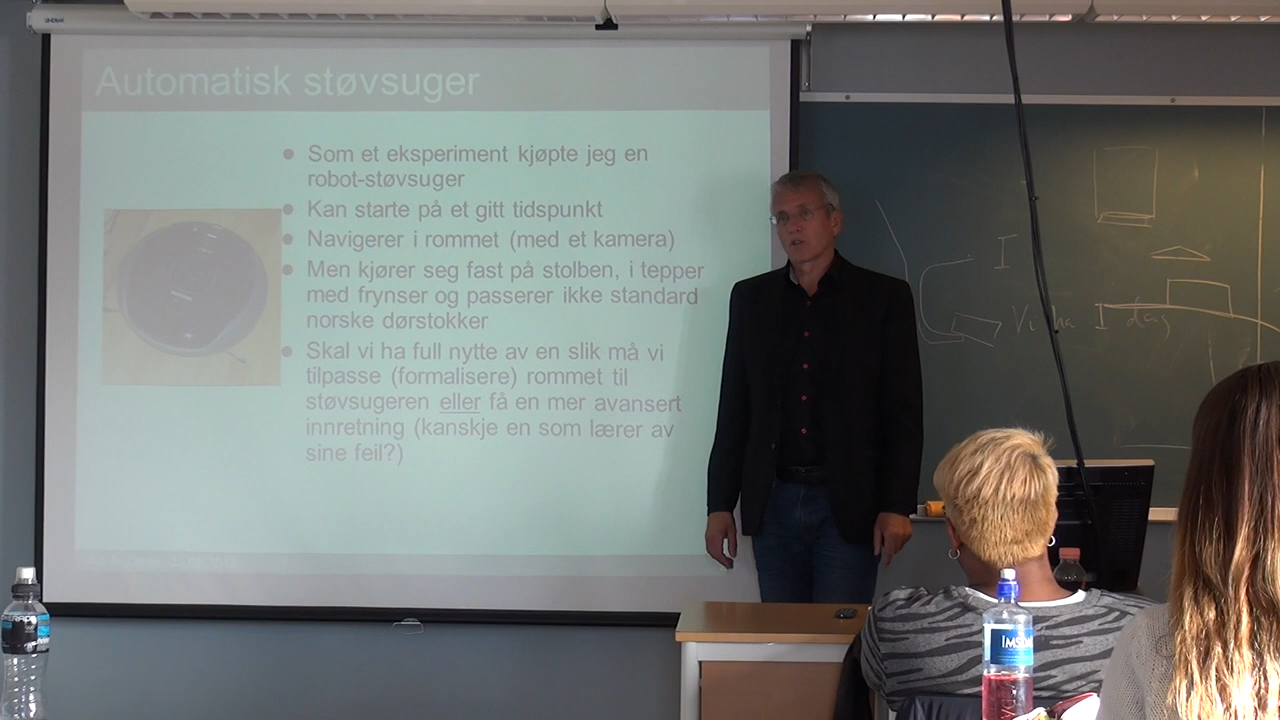 Automatisk støvsuger
Som et eksperiment kjøpte jeg en
robot-støvsuger
Kan starte på et gitt tidspunkt
Navigerer i rommet (med et kamera)
Men kjører seg fast på stolben, i tepper
med frynser og passerer ikke standard
norske dørstokker
Skal vi ha full nytte av en slik må vi
tilpasse (formalisere) rommet til
støvsugeren eller få en mer avansert
innretning (kanskje en som lærer av
sine feil?)
I
Vi ha I dag